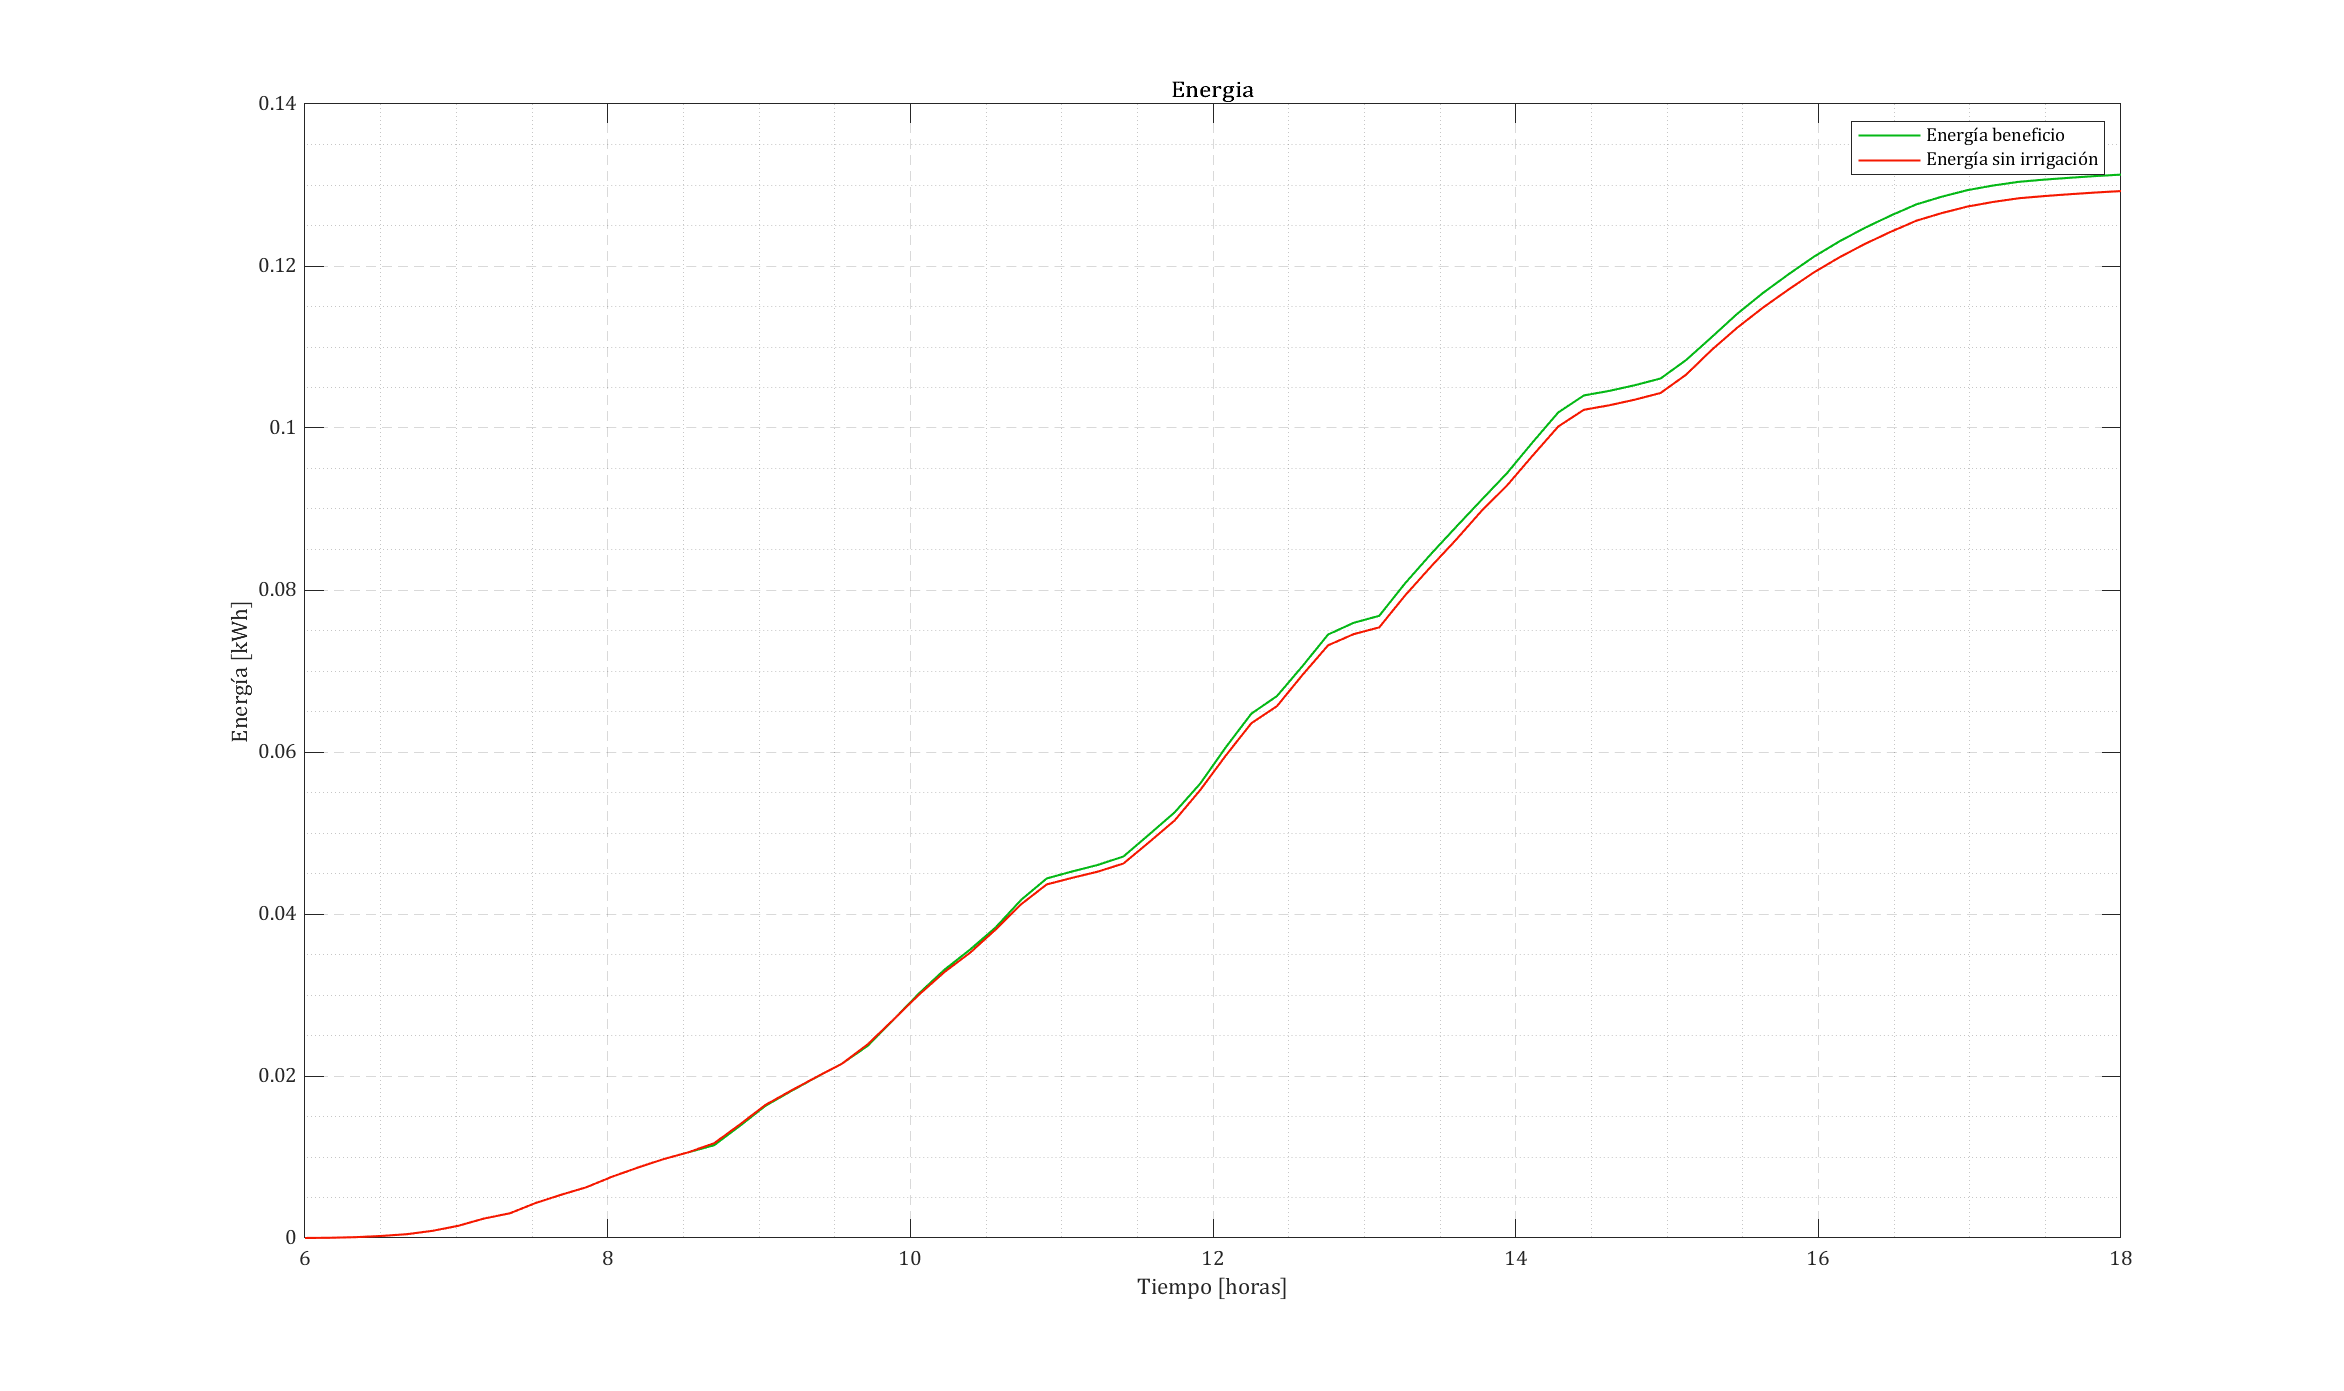 Energia
Energía beneficio
Energía sin irrigación
0.14
0.12
0.1
0.08
0.06
0.04
0.02
0
Energía [kWh]
6 8 10 12 14 16 18
Tiempo [horas]